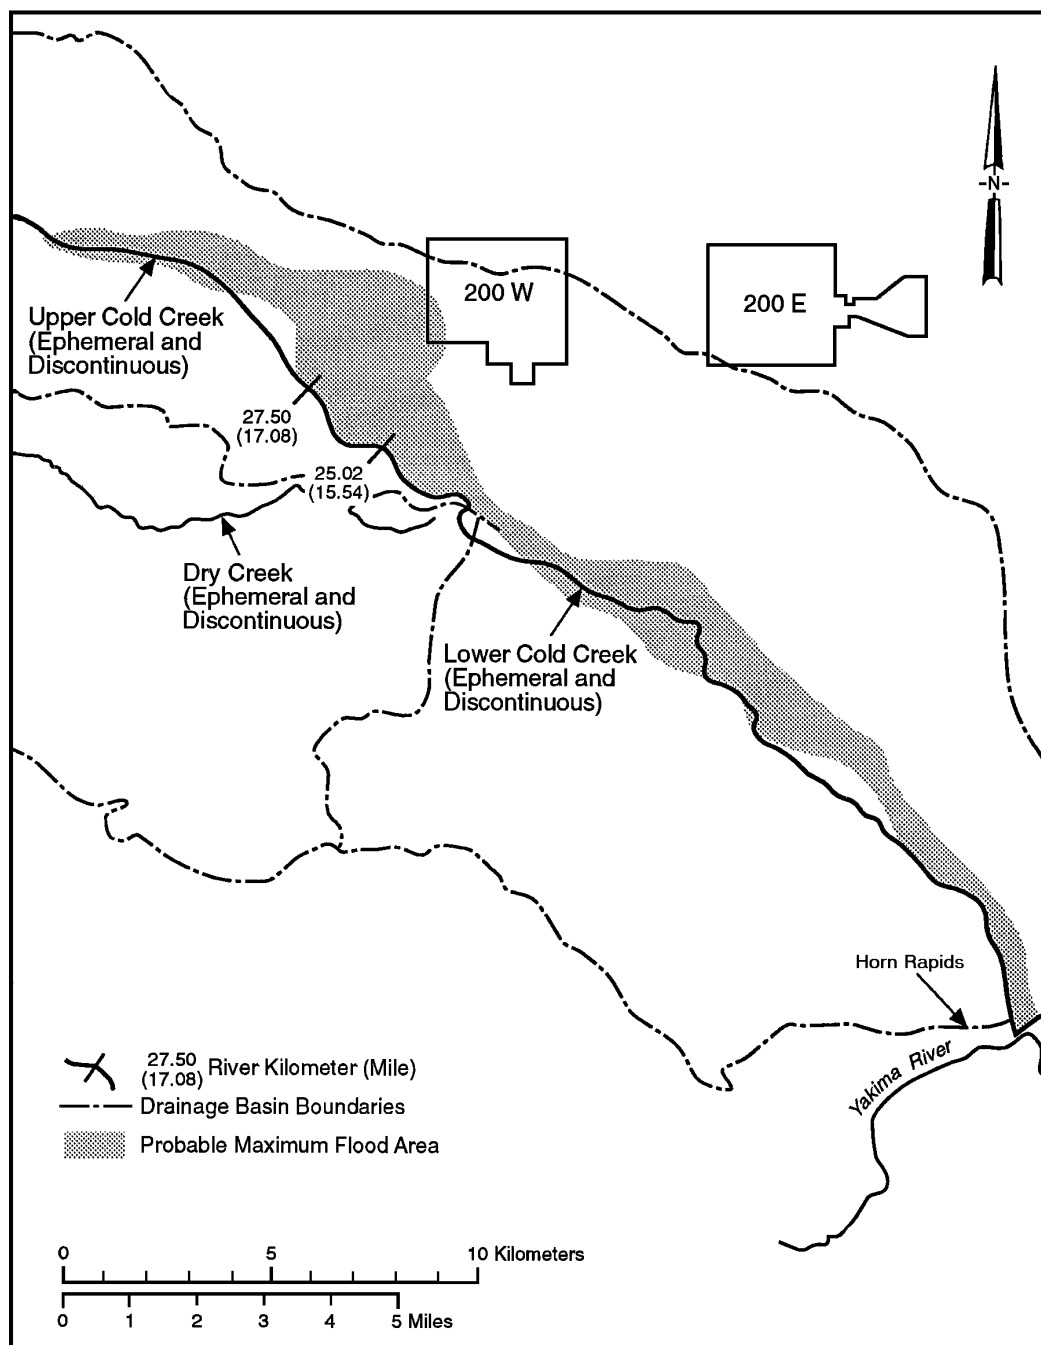 N
200 W
200 E
Upper Cold Creek
(Ephemeral and
Discontinuous)
27.50
(17.08)
25.02
(15.54)
Dry Creek
(Ephemeral and
Discontinuous)
Lower Cold Creek
(Ephemeral and
Discontinuous)
Horn Rapids
Yakima River
27.50
(17.08)
River Kilometer (Mile)
Drainage Basin Boundaries
Probable Maximum Flood Area
0 5 10 Kilometers
0 1 2 3 4 5 Miles